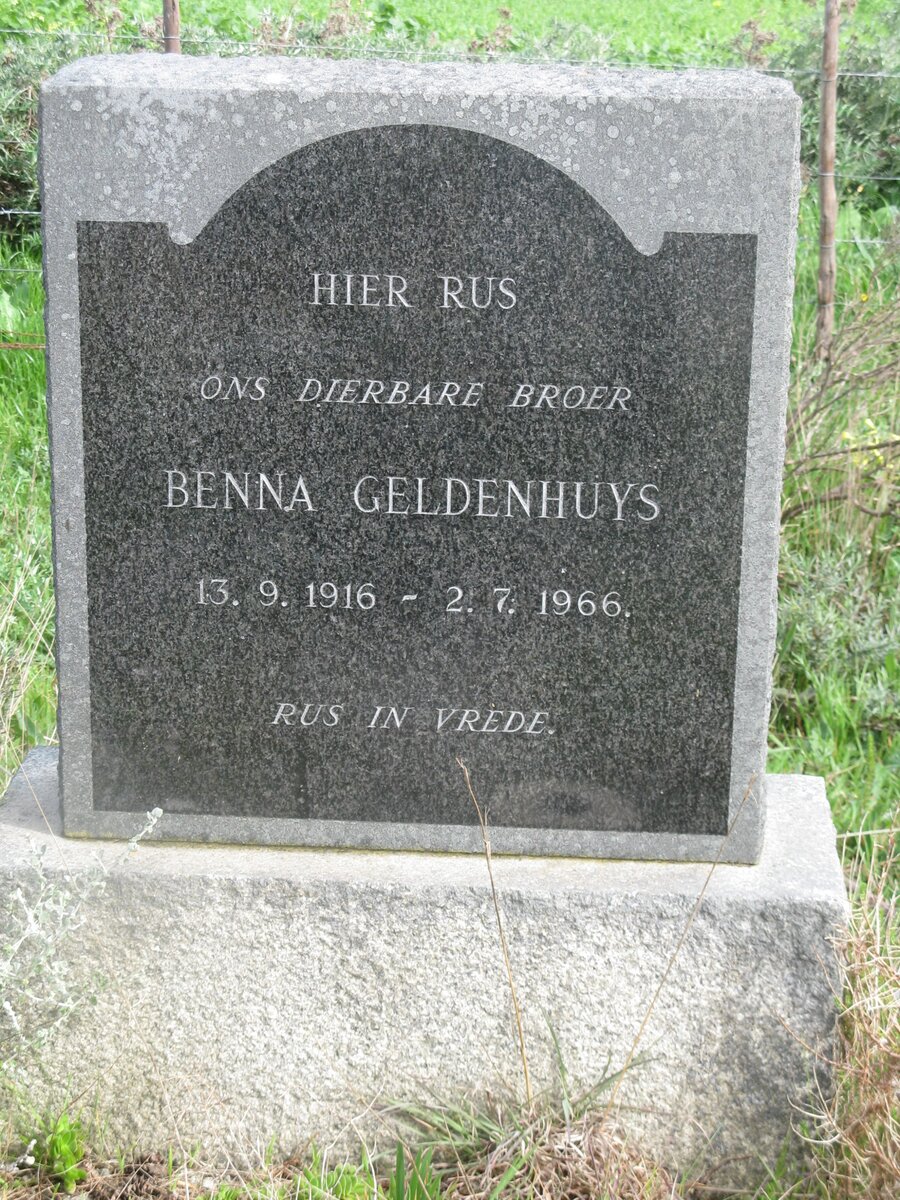 HIER RUS
ONS DIERBARE BROER
BENNA GELDENHUYS
13. 9. 1916 - 2. 7. 1966.
RUS IN VREDE.